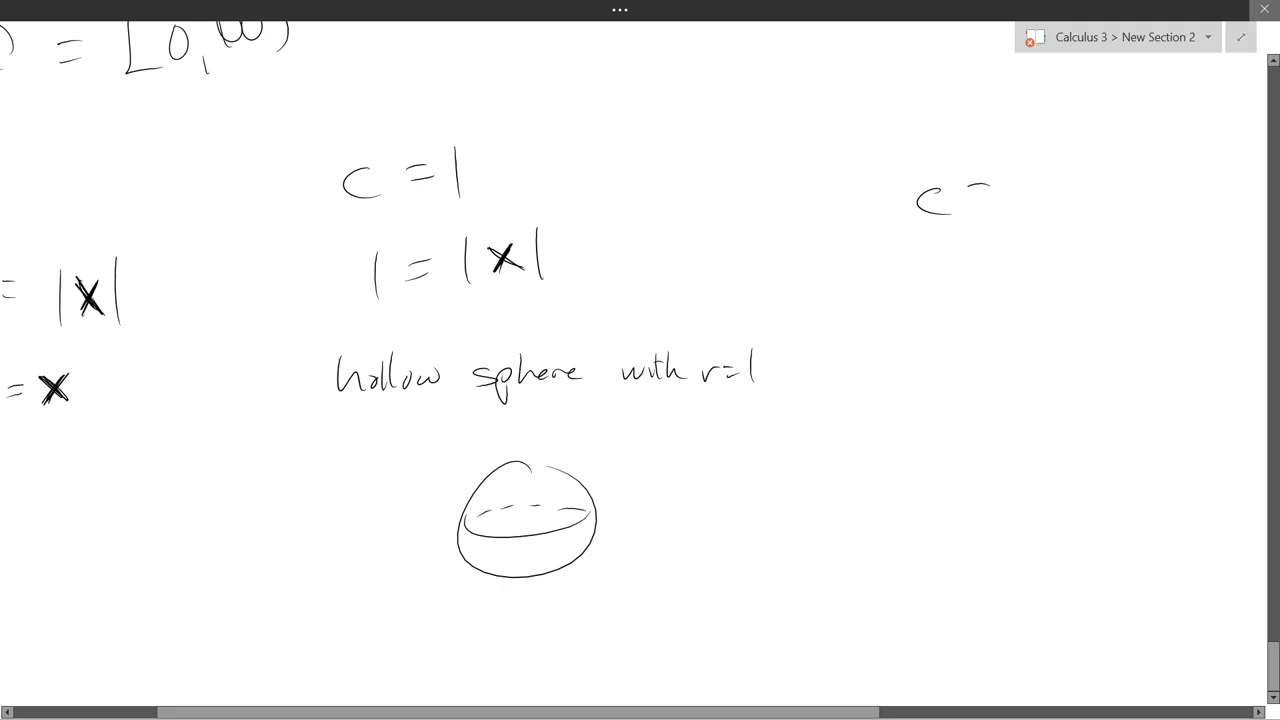 = [0, ∞)
Calculus 3 > New Section 2
c = 1
c -
1 = |x|
= |x|
hollow sphere with r=1
= x